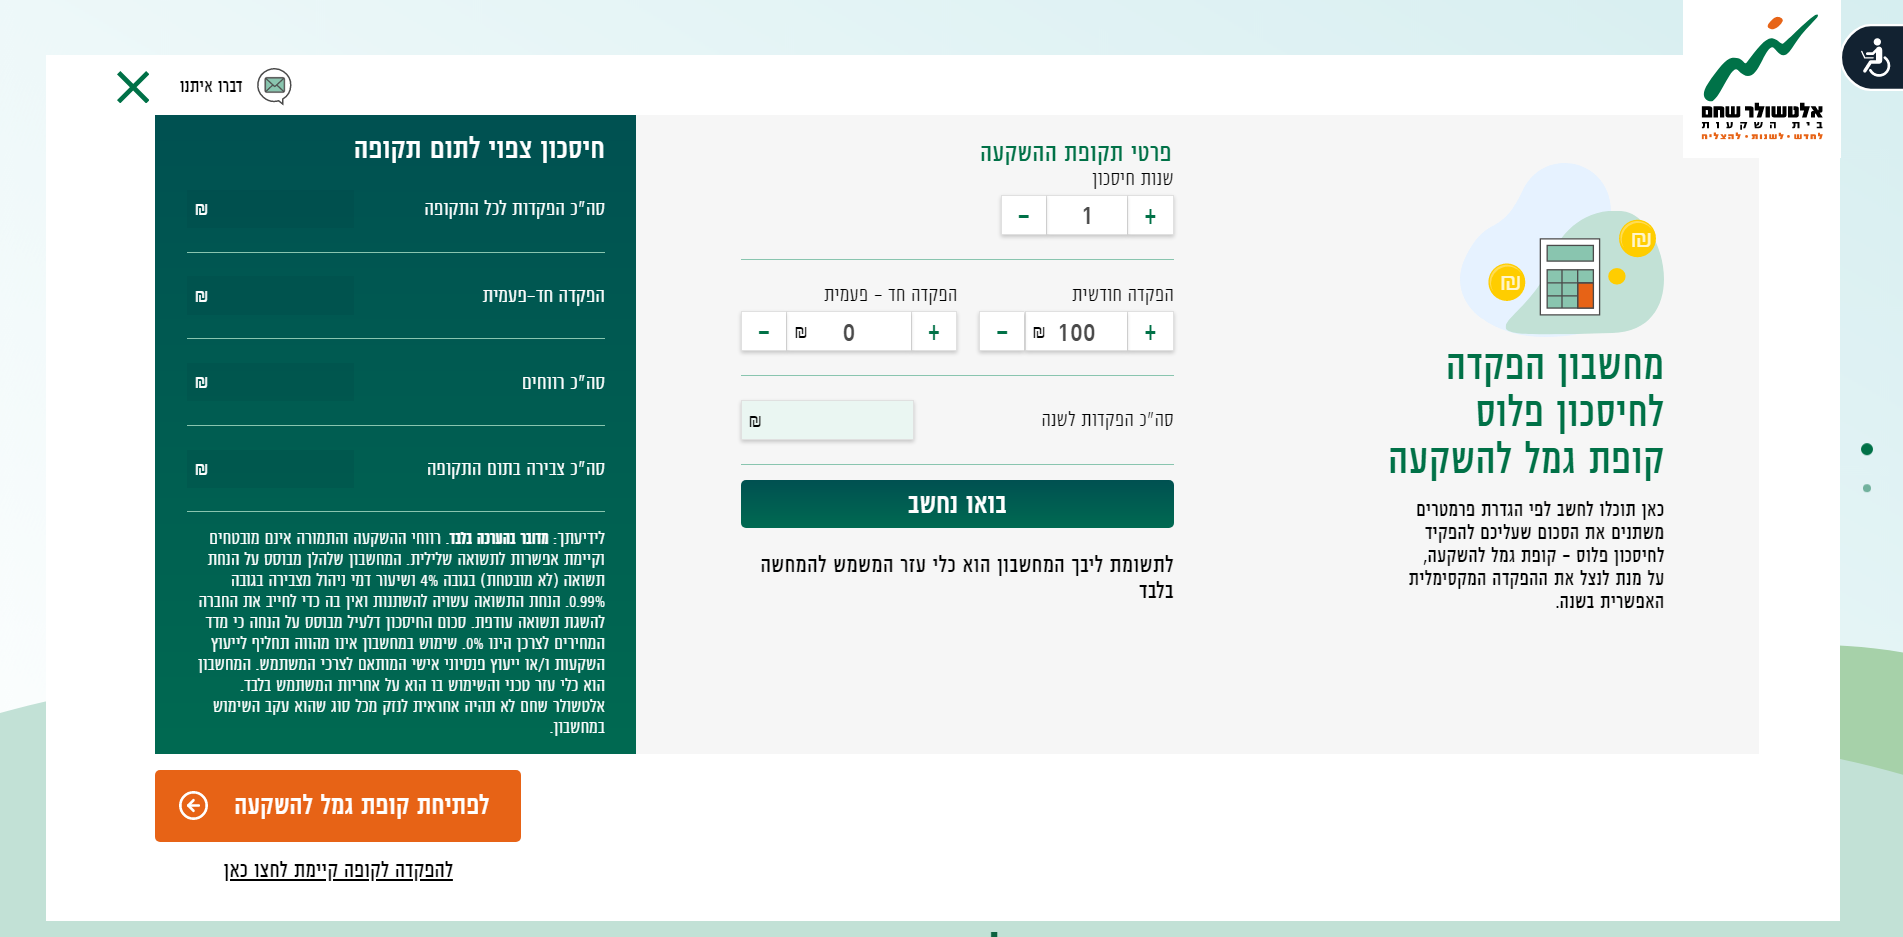 אלטשולר שחם
בית השקעות
לחדש · לשנות · להצליח
דברו איתנו
מחשבון הפקדה
לחיסכון פלוס
קופת גמל להשקעה
כאן תוכלו לחשב לפי הגדרת פרמטרים
משתנים את הסכום שעליכם להפקיד
לחיסכון פלוס - קופת גמל להשקעה,
על מנת לנצל את ההפקדה המקסימלית
האפשרית בשנה.
פרטי תקופת ההשקעה
שנות חיסכון
+ 1 -
הפקדה חודשית
+ 100 ₪ -
הפקדה חד - פעמית
+ 0 ₪ -
סה"כ הפקדות לשנה
₪
בואו נחשב
לתשומת ליבך המחשבון הוא כלי עזר המשמש להמחשה
בלבד
חיסכון צפוי לתום תקופה
סה"כ הפקדות לכל התקופה ₪
הפקדה חד-פעמית ₪
סה"כ רווחים ₪
סה"כ צבירה בתום התקופה ₪
לידיעתך: מדובר בהערכה בלבד. רווחי ההשקעה והתמורה אינם מובטחים
וקיימת אפשרות לתשואה שלילית. המחשבון שלהלן מבוסס על הנחת
תשואה (לא מובטחת) בגובה 4% ושיעור דמי ניהול מצבירה בגובה
0.99%. הנחת התשואה עשויה להשתנות ואין בה כדי לחייב את החברה
להשגת תשואה עודפת. סכום החיסכון דלעיל מבוסס על הנחה כי מדד
המחירים לצרכן הינו 0%. שימוש במחשבון אינו מהווה תחליף לייעוץ
השקעות ו/או ייעוץ פנסיוני אישי המותאם לצרכי המשתמש. המחשבון
הוא כלי עזר טכני והשימוש בו הוא על אחריות המשתמש בלבד.
אלטשולר שחם לא תהיה אחראית לנזק מכל סוג שהוא עקב השימוש
במחשבון.
לפתיחת קופת גמל להשקעה
להפקדה לקופה קיימת לחצו כאן